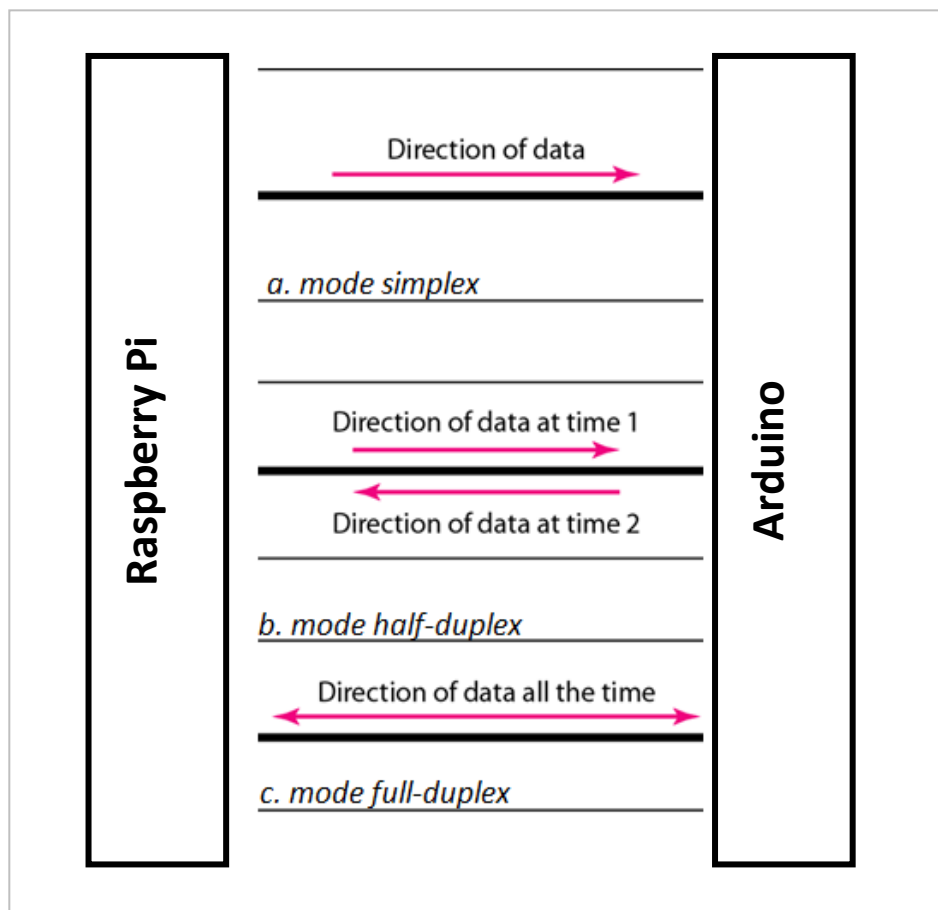 Raspberry Pi
Direction of data
a. mode simplex
Direction of data at time 1
Direction of data at time 2
b. mode half-duplex
Direction of data all the time
c. mode full-duplex
Arduino